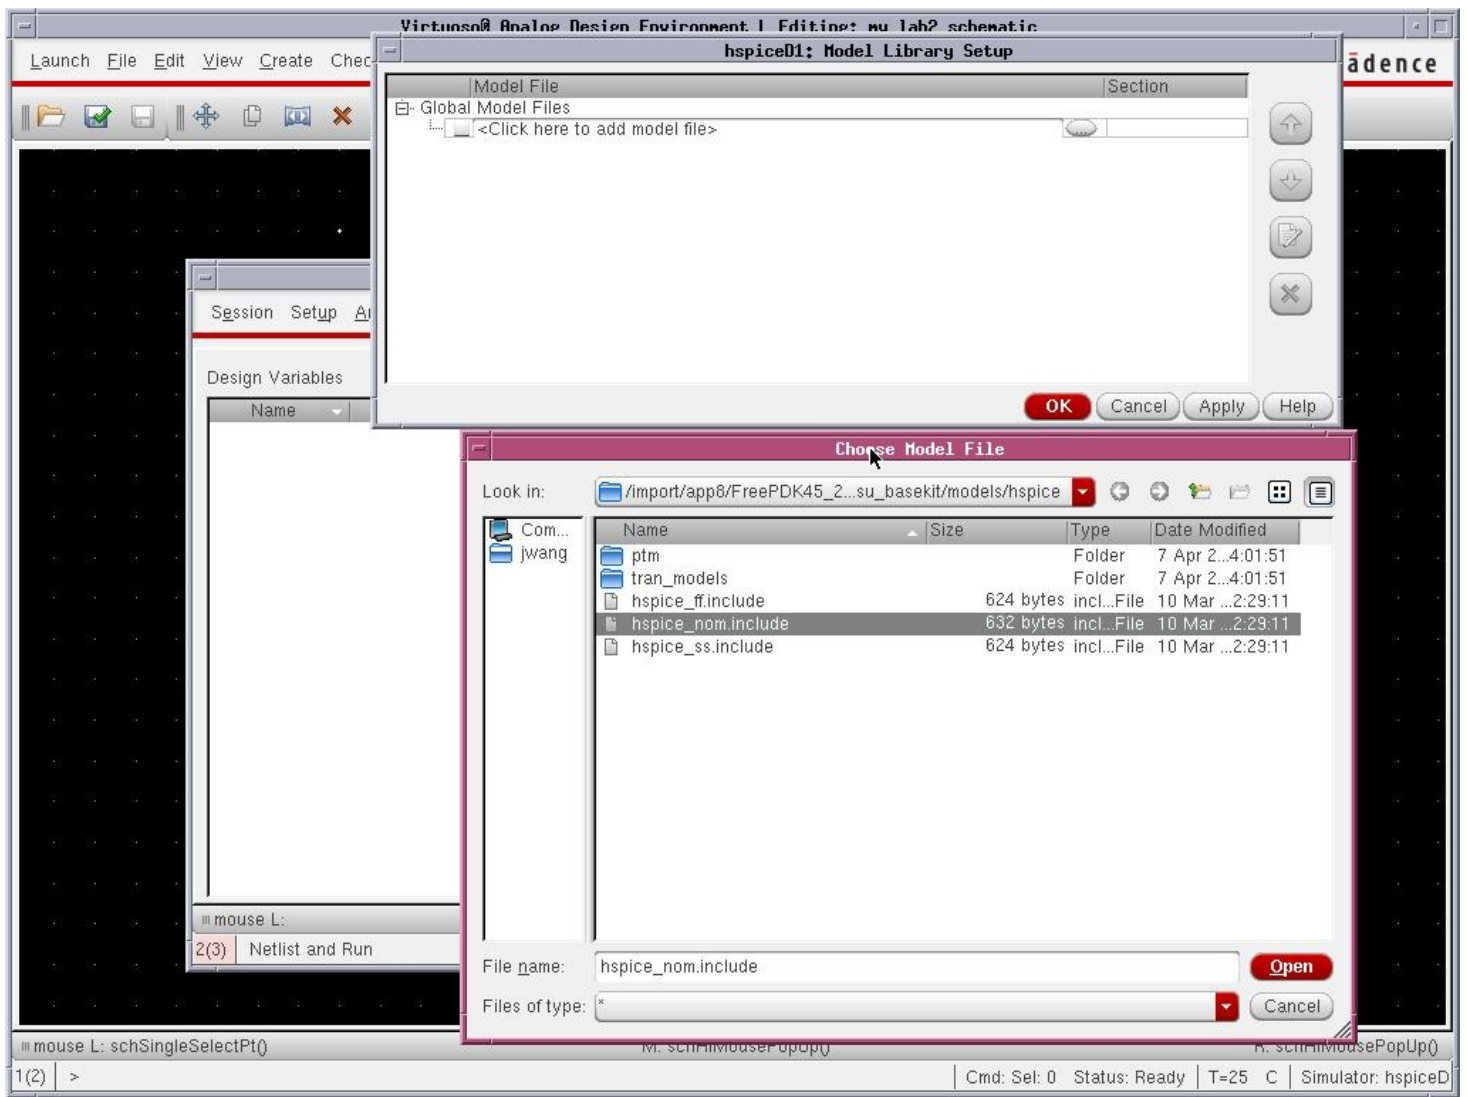 Virtuoso® Analog Design Environment | Editing: my lab2 schematic
Launch File Edit View Create Chec
cādence
hspiceD1: Model Library Setup
Model File Section
Global Model Files
<Click here to add model file>
OK Cancel Apply Help
Session Setup
Design Variables
Name
mouse L:
2(3) Netlist and Run
Choose Model File
Look in: /import/app8/FreePDK45_2...su_basekit/models/hspice
Com...
jwang
Name Size Type Date Modified
ptm Folder 7 Apr 2...4:01:51
tran_models Folder 7 Apr 2...4:01:51
hspice_ff.include 624 bytes incl...File 10 Mar ...2:29:11
hspice_nom.include 632 bytes incl...File 10 Mar ...2:29:11
hspice_ss.include 624 bytes incl...File 10 Mar ...2:29:11
File name: hspice_nom.include Open
Files of type: * Cancel
mouse L: schSingleSelectPt() M: schHiMousePopUp() R: schHiMousePopUp()
1(2) > Cmd: Sel: 0 Status: Ready T=25 C Simulator: hspiceD